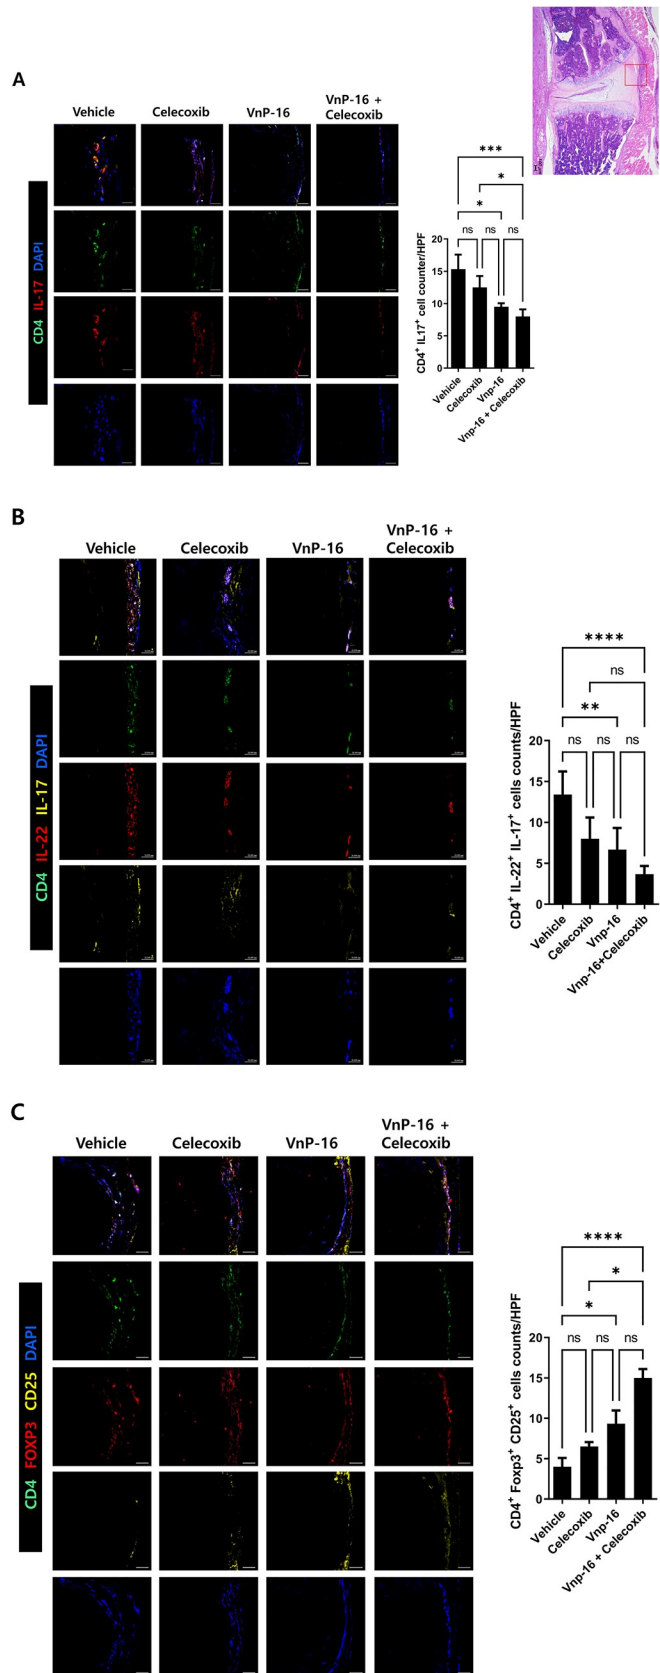 A
Vehicle
Celecoxib
VnP-16
VnP-16 +
Celecoxib
CD4 IL-17 DAPI
***
*
*
ns
ns
ns
CD4+ IL17+ cell counter/HPF
20
15
10
5
0
Vehicle
Celecoxib
Vnp-16
Vnp-16 + Celecoxib
B
Vehicle
Celecoxib
VnP-16
VnP-16 +
Celecoxib
CD4 IL-22 IL-17 DAPI
****
ns
**
ns
ns
ns
CD4+ IL-22+ IL-17+ cells counts/HPF
20
15
10
5
0
Vehicle
Celecoxib
Vnp-16
Vnp-16+Celecoxib
C
Vehicle
Celecoxib
VnP-16
VnP-16 +
Celecoxib
CD4 FOXP3 CD25 DAPI
****
*
*
ns
ns
ns
CD4+ Foxp3+ CD25+ cells counts/HPF
20
15
10
5
0
Vehicle
Celecoxib
Vnp-16
Vnp-16 + Celecoxib